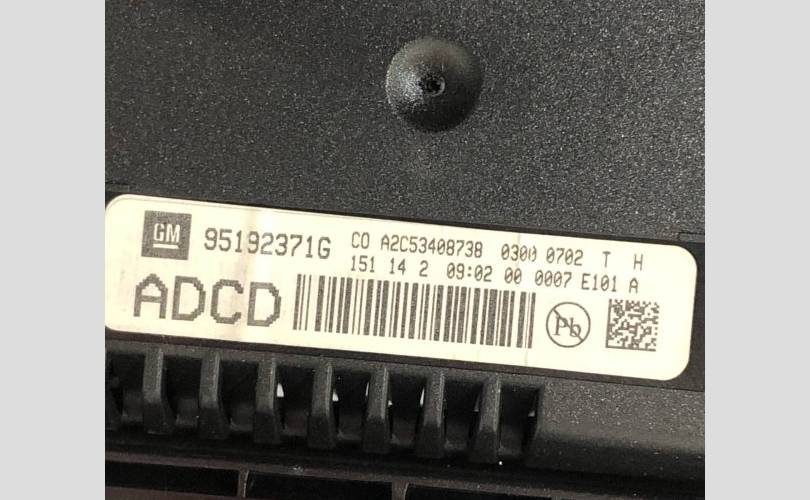 GM 95192371G CO A2C53408738 0300 0702 T H
151 14 2 09:02 00 0007 E101 A
ADCD Pb